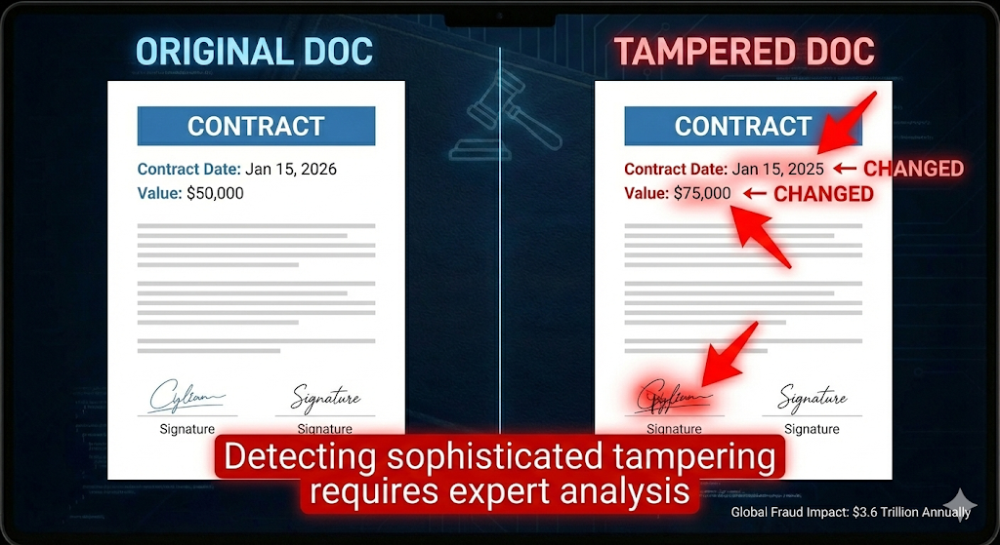 ORIGINAL DOC
CONTRACT
Contract Date: Jan 15, 2026
Value: $50,000
Signature
Signature Signature
TAMPERED DOC
CONTRACT
Contract Date: Jan 15, 2025 ← CHANGED
Value: $75,000 ← CHANGED
Signature
Signature Signature
Detecting sophisticated tampering
requires expert analysis
Global Fraud Impact: $3.6 Trillion Annually